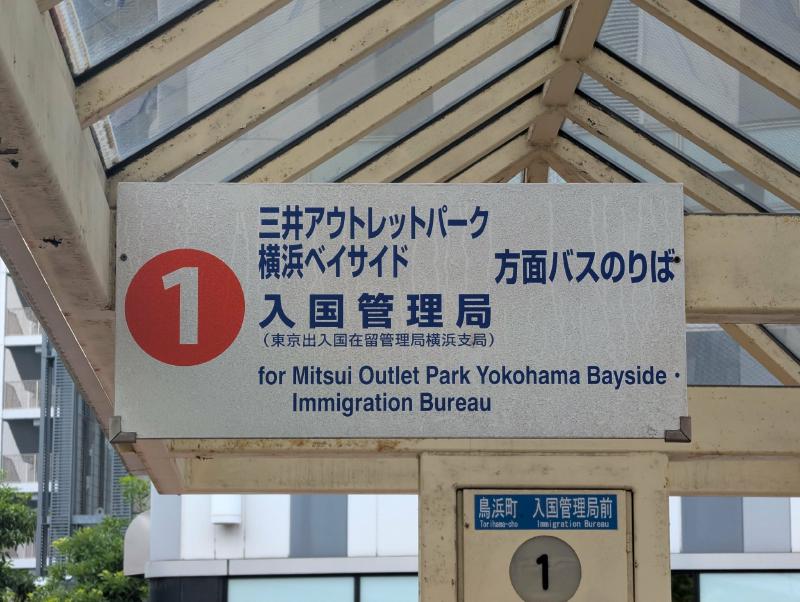 1
三井アウトレットパーク
横浜ベイサイド 方面バスのりば
入国管理局
（東京出入国在留管理局横浜支局）
for Mitsui Outlet Park Yokohama Bayside・
Immigration Bureau
鳥浜町 入国管理局前
Torihama-cho Immigration Bureau
1